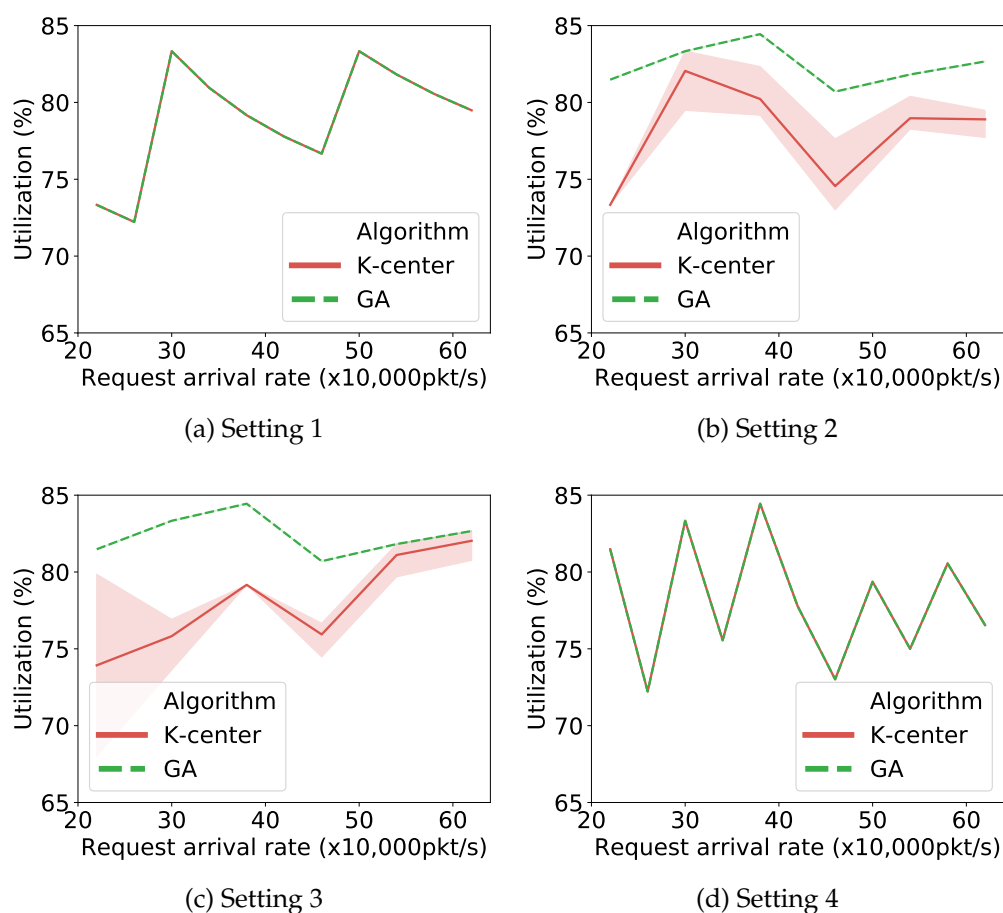 85
80
75
70
65
Utilization (%)
Algorithm
K-center
GA
20 30 40 50 60
Request arrival rate (x10,000pkt/s)
(a) Setting 1
85
80
75
70
65
Utilization (%)
Algorithm
K-center
GA
20 30 40 50 60
Request arrival rate (x10,000pkt/s)
(b) Setting 2
85
80
75
70
65
Utilization (%)
Algorithm
K-center
GA
20 30 40 50 60
Request arrival rate (x10,000pkt/s)
(c) Setting 3
85
80
75
70
65
Utilization (%)
Algorithm
K-center
GA
20 30 40 50 60
Request arrival rate (x10,000pkt/s)
(d) Setting 4